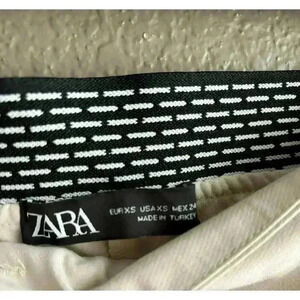 ZARA
EUR XS USA XS MEX 24
MADE IN TURKEY